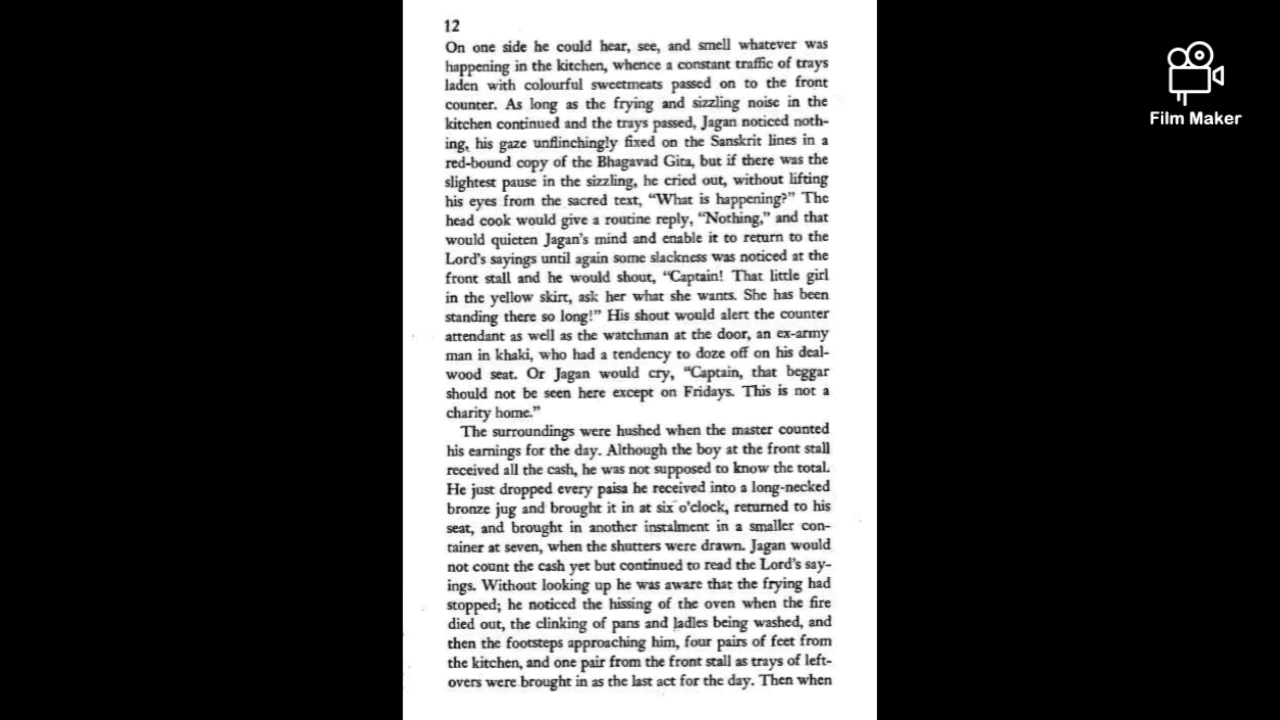 12
On one side he could hear, see, and smell whatever was
happening in the kitchen, whence a constant traffic of trays
laden with colourful sweetmeats passed on to the front
counter. As long as the frying and sizzling noise in the
kitchen continued and the trays passed, Jagan noticed noth-
ing, his gaze unflinchingly fixed on the Sanskrit lines in a
red-bound copy of the Bhagavad Gita, but if there was the
slightest pause in the sizzling, he cried out, without lifting
his eyes from the sacred text, “What is happening?” The
head cook would give a routine reply, “Nothing,” and that
would quieten Jagan’s mind and enable it to return to the
Lord’s sayings until again some slackness was noticed at the
front stall and he would shout, “Captain! That little girl
in the yellow skirt, ask her what she wants. She has been
standing there so long!” His shout would alert the counter
attendant as well as the watchman at the door, an ex-army
man in khaki, who had a tendency to doze off on his deal-
wood seat. Or Jagan would cry, “Captain, that beggar
should not be seen here except on Fridays. This is not a
charity home.”
The surroundings were hushed when the master counted
his earnings for the day. Although the boy at the front stall
received all the cash, he was not supposed to know the total.
He just dropped every paisa he received into a long-necked
bronze jug and brought it in at six o’clock, returned to his
seat, and brought in another instalment in a smaller con-
tainer at seven, when the shutters were drawn. Jagan would
not count the cash yet but continued to read the Lord’s say-
ings. Without looking up he was aware that the frying had
stopped; he noticed the hissing of the oven when the fire
died out, the clinking of pans and ladles being washed, and
then the footsteps approaching him, four pairs of feet from
the kitchen, and one pair from the front stall as trays of left-
overs were brought in as the last act for the day. Then when
Film Maker